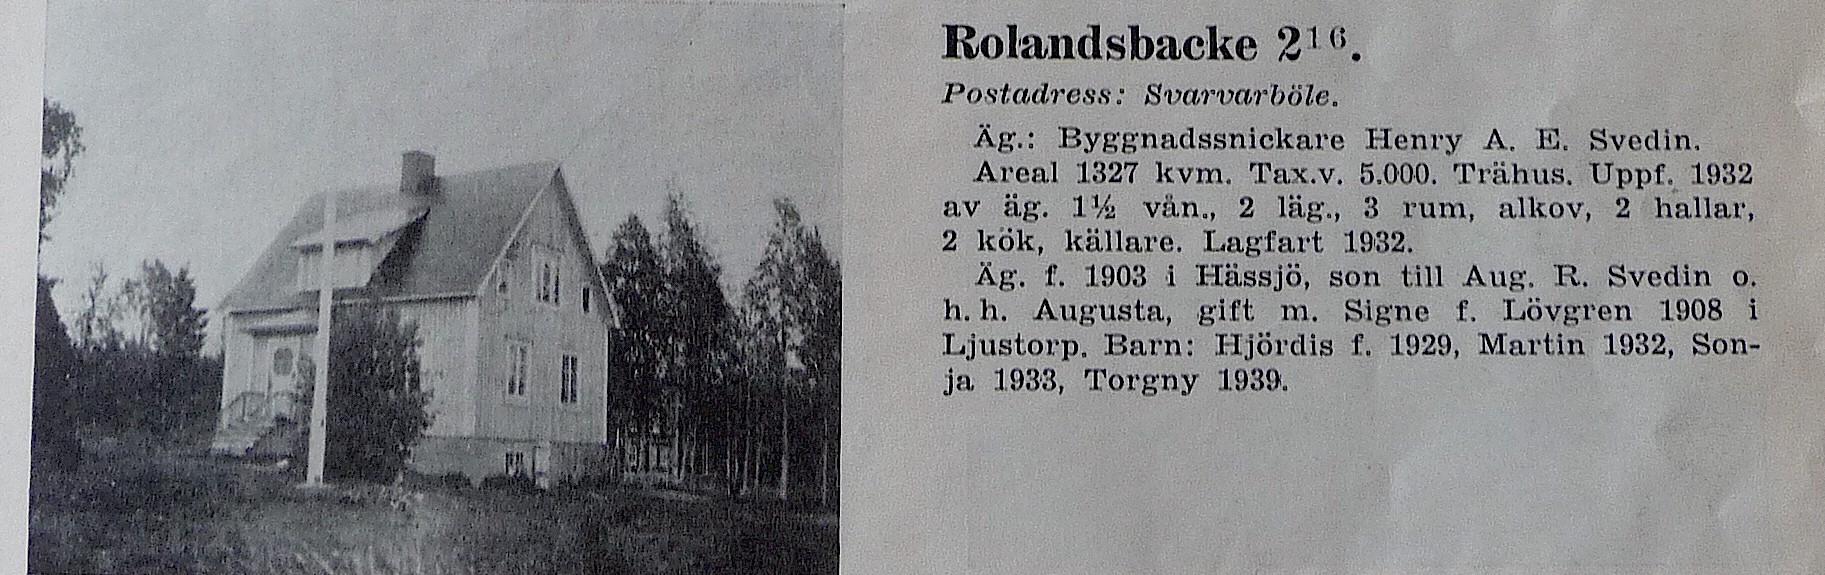 Rolandsbacke 2¹⁶.
Postadress: Svarvarböle.
Äg.: Byggnadssnickare Henry A. E. Svedin.
Areal 1327 kvm. Tax.v. 5.000. Trähus. Uppf. 1932
av äg. 1½ vån., 2 läg., 3 rum, alkov, 2 hallar,
2 kök, källare. Lagfart 1932.
Äg. f. 1903 i Hässjö, son till Aug. R. Svedin o.
h. h. Augusta, gift m. Signe f. Lövgren 1908 i
Ljustorp. Barn: Hjördis f. 1929, Martin 1932, Son-
ja 1933, Torgny 1939.